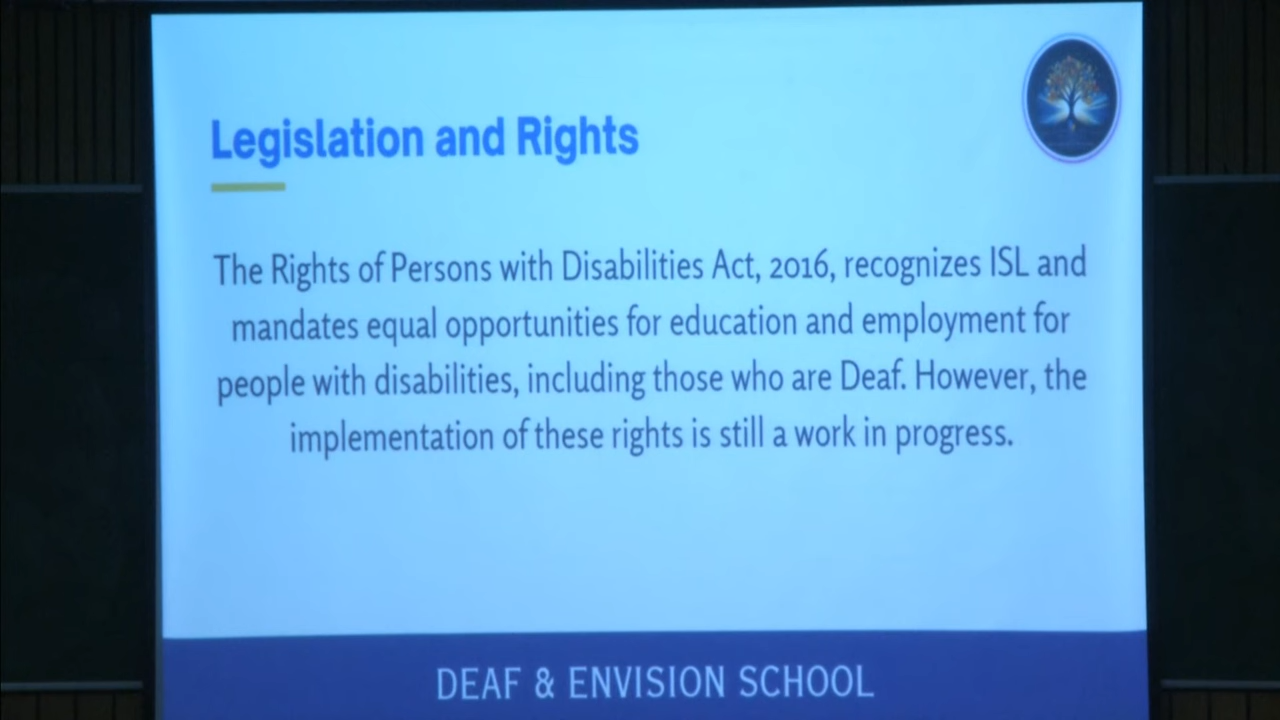 Legislation and Rights
The Rights of Persons with Disabilities Act, 2016, recognizes ISL and
mandates equal opportunities for education and employment for
people with disabilities, including those who are Deaf. However, the
implementation of these rights is still a work in progress.
DEAF & ENVISION SCHOOL